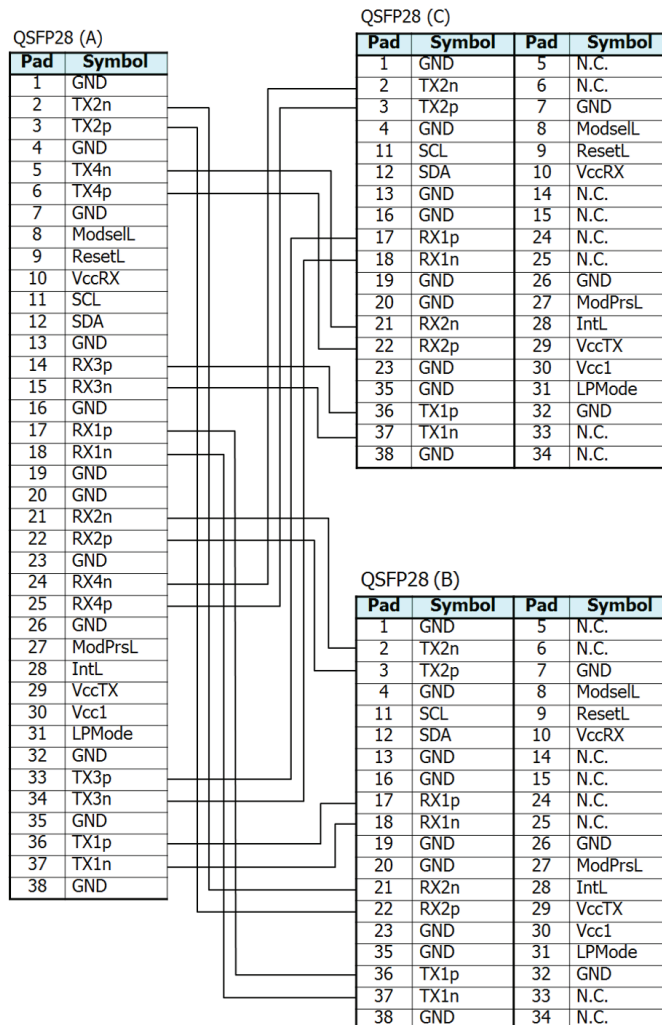 QSFP28 (A)
Pad Symbol
1 GND
2 TX2n
3 TX2p
4 GND
5 TX4n
6 TX4p
7 GND
8 ModselL
9 ResetL
10 VccRX
11 SCL
12 SDA
13 GND
14 RX3p
15 RX3n
16 GND
17 RX1p
18 RX1n
19 GND
20 GND
21 RX2n
22 RX2p
23 GND
24 RX4n
25 RX4p
26 GND
27 ModPrsL
28 IntL
29 VccTX
30 Vcc1
31 LPMode
32 GND
33 TX3p
34 TX3n
35 GND
36 TX1p
37 TX1n
38 GND
QSFP28 (C)
Pad Symbol Pad Symbol
1 GND 5 N.C.
2 TX2n 6 N.C.
3 TX2p 7 GND
4 GND 8 ModselL
11 SCL 9 ResetL
12 SDA 10 VccRX
13 GND 14 N.C.
16 GND 15 N.C.
17 RX1p 24 N.C.
18 RX1n 25 N.C.
19 GND 26 GND
20 GND 27 ModPrsL
21 RX2n 28 IntL
22 RX2p 29 VccTX
23 GND 30 Vcc1
35 GND 31 LPMode
36 TX1p 32 GND
37 TX1n 33 N.C.
38 GND 34 N.C.
QSFP28 (B)
Pad Symbol Pad Symbol
1 GND 5 N.C.
2 TX2n 6 N.C.
3 TX2p 7 GND
4 GND 8 ModselL
11 SCL 9 ResetL
12 SDA 10 VccRX
13 GND 14 N.C.
16 GND 15 N.C.
17 RX1p 24 N.C.
18 RX1n 25 N.C.
19 GND 26 GND
20 GND 27 ModPrsL
21 RX2n 28 IntL
22 RX2p 29 VccTX
23 GND 30 Vcc1
35 GND 31 LPMode
36 TX1p 32 GND
37 TX1n 33 N.C.
38 GND 34 N.C.